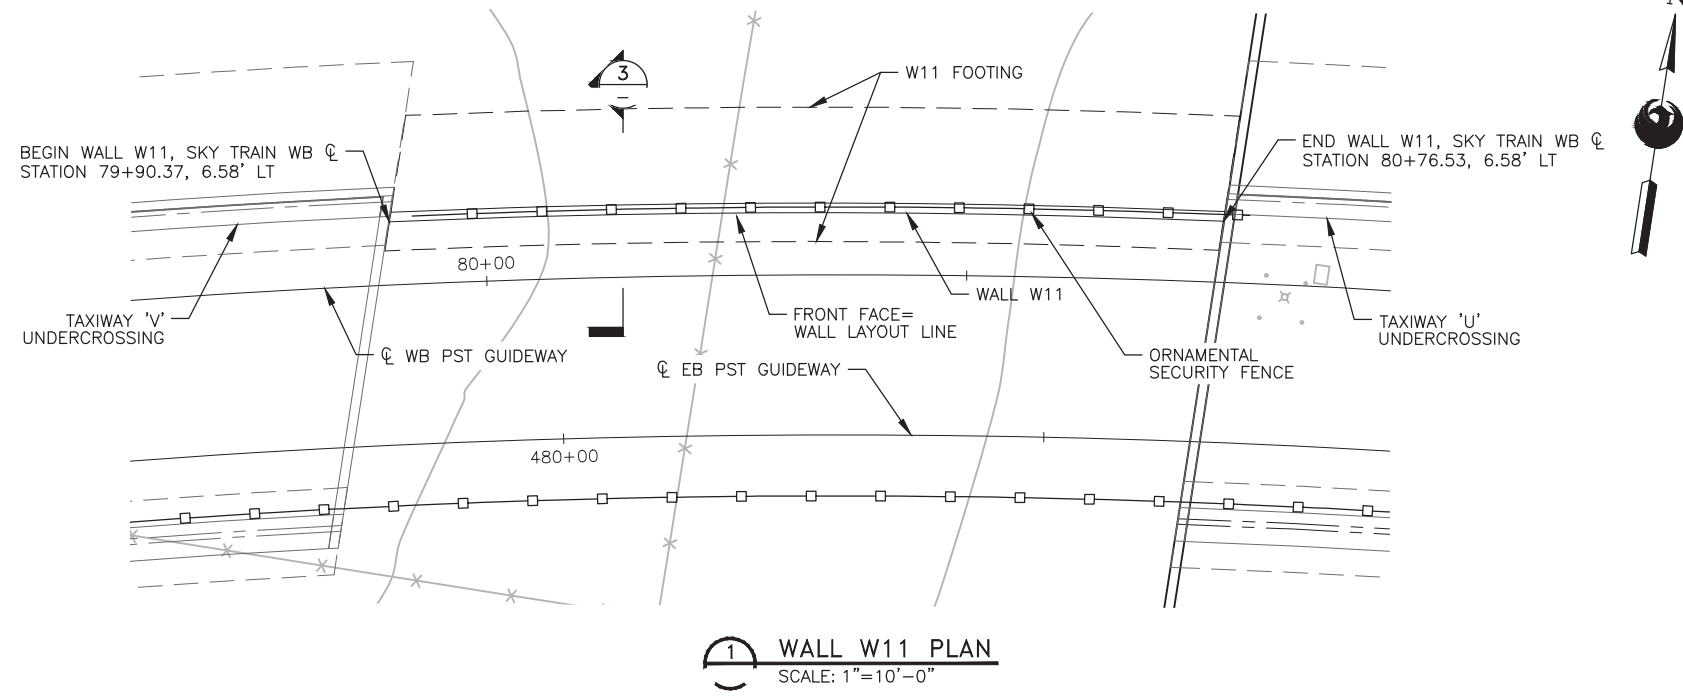 N
3
–
W11 FOOTING
BEGIN WALL W11, SKY TRAIN WB ℄
STATION 79+90.37, 6.58' LT
END WALL W11, SKY TRAIN WB ℄
STATION 80+76.53, 6.58' LT
80+00
WALL W11
TAXIWAY 'V'
UNDERCROSSING
FRONT FACE=
WALL LAYOUT LINE
TAXIWAY 'U'
UNDERCROSSING
℄ WB PST GUIDEWAY
ORNAMENTAL
SECURITY FENCE
℄ EB PST GUIDEWAY
480+00
1
WALL W11 PLAN
SCALE: 1"=10'-0"